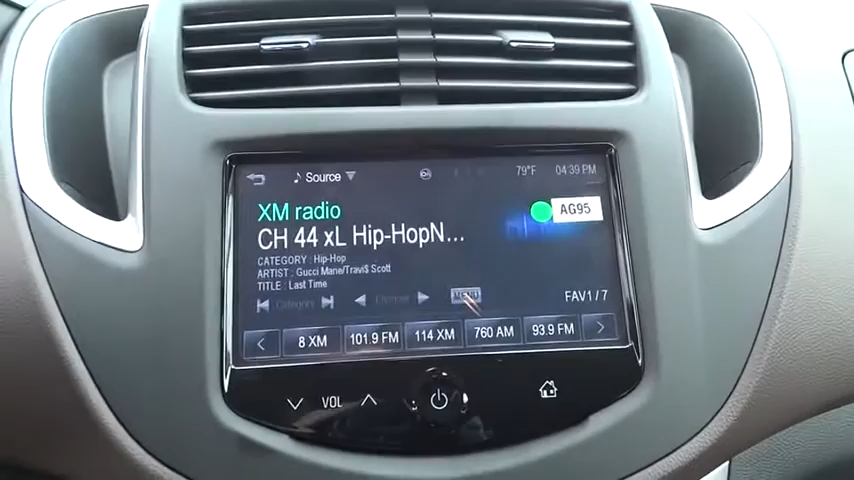 Source
79°F
04:39 PM
XM radio
AG95
CH 44 xL Hip-HopN...
CATEGORY : Hip-Hop
ARTIST : Gucci Mane/Travi$ Scott
TITLE : Last Time
Category
MENU
FAV1 / 7
8 XM
101.9 FM
114 XM
760 AM
93.9 FM
VOL